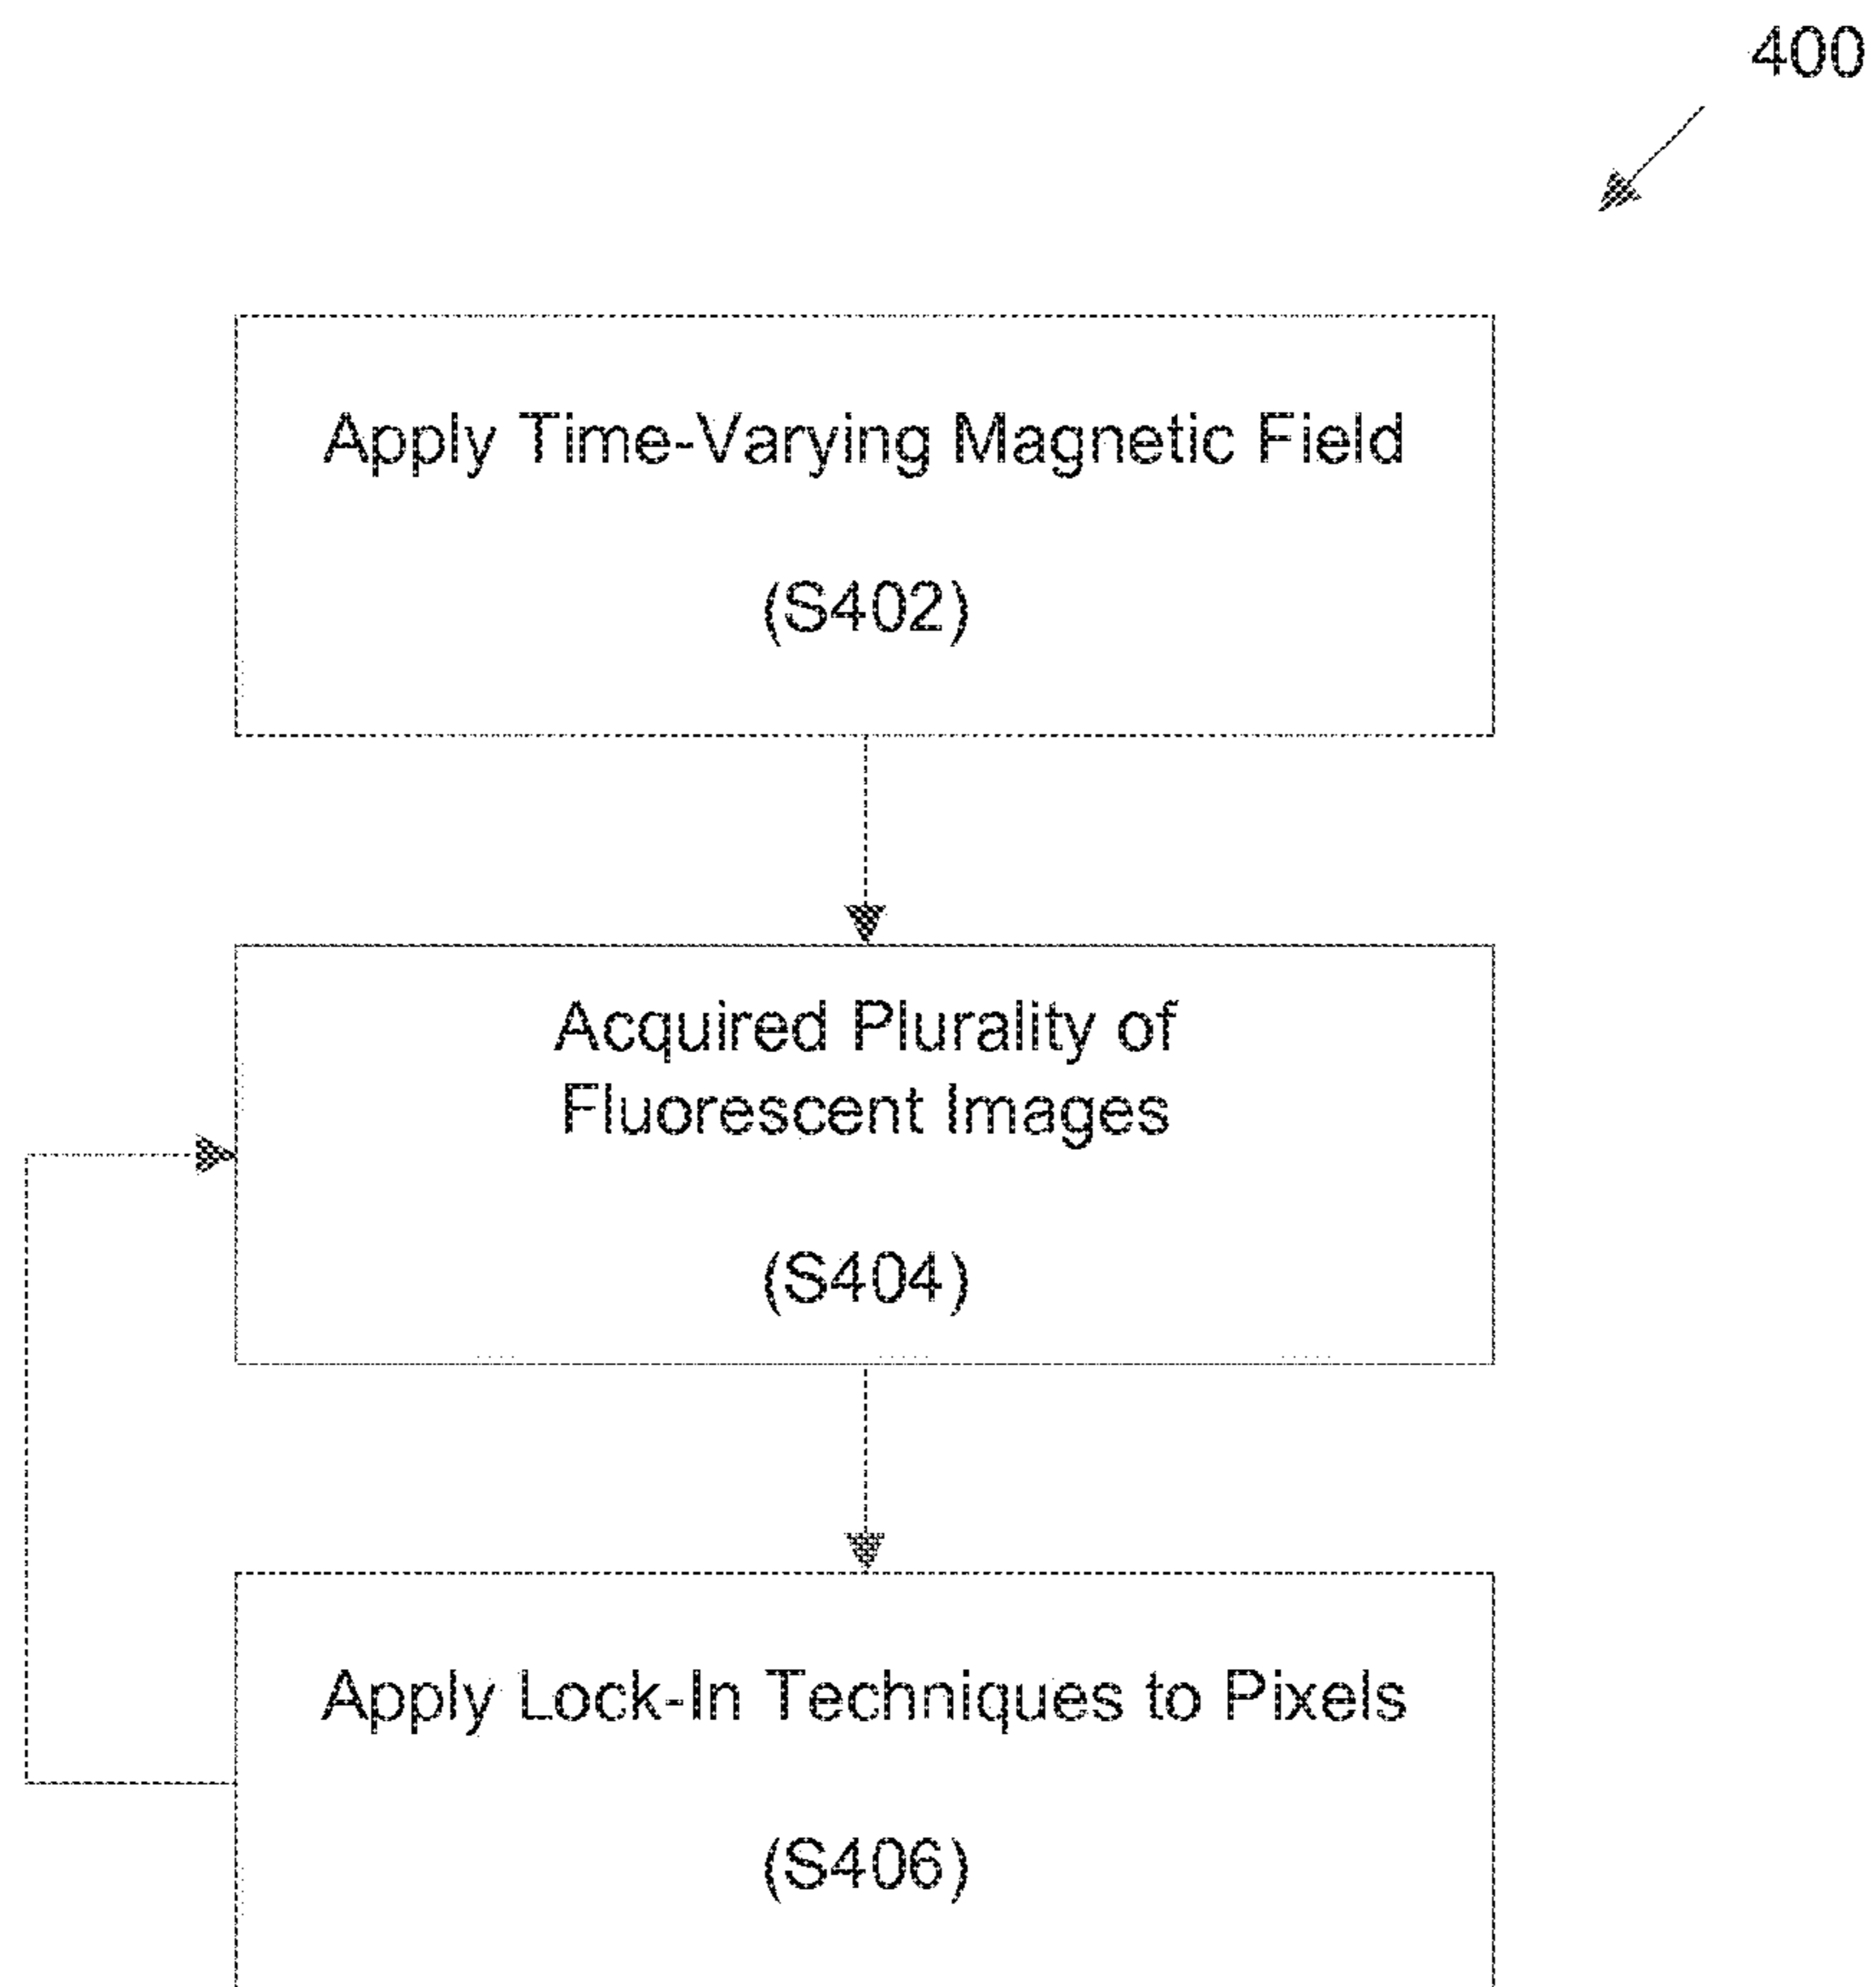 400
Apply Time-Varying Magnetic Field
(S402)
Acquired Plurality of
Fluorescent Images
(S404)
Apply Lock-In Techniques to Pixels
(S406)